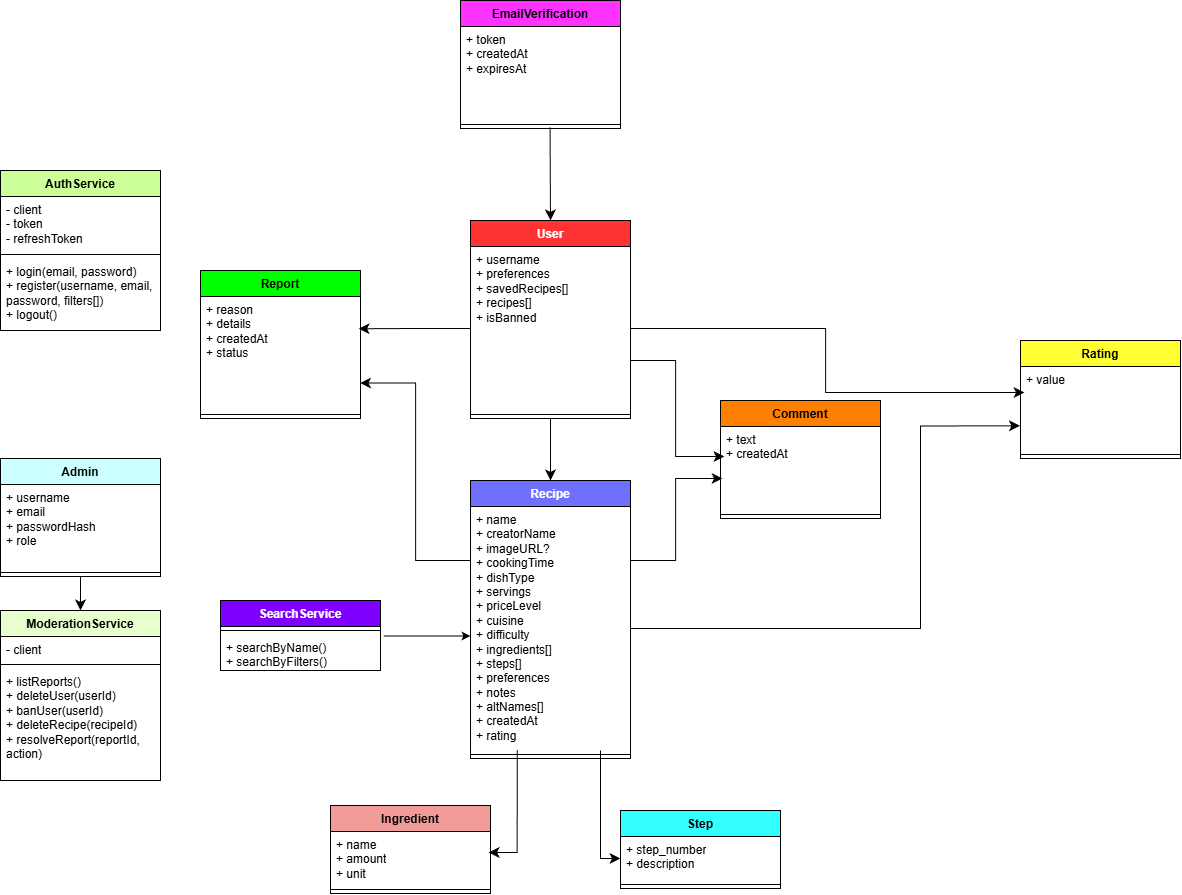 EmailVerification
+ token
+ createdAt
+ expiresAt
AuthService
- client
- token
- refreshToken
+ login(email, password)
+ register(username, email,
password, filters[])
+ logout()
User
+ username
+ preferences
+ savedRecipes[]
+ recipes[]
+ isBanned
Report
+ reason
+ details
+ createdAt
+ status
Rating
+ value
Comment
+ text
+ createdAt
Admin
+ username
+ email
+ passwordHash
+ role
Recipe
+ name
+ creatorName
+ imageURL?
+ cookingTime
+ dishType
+ servings
+ priceLevel
+ cuisine
+ difficulty
+ ingredients[]
+ steps[]
+ preferences
+ notes
+ altNames[]
+ createdAt
+ rating
SearchService
+ searchByName()
+ searchByFilters()
ModerationService
- client
+ listReports()
+ deleteUser(userId)
+ banUser(userId)
+ deleteRecipe(recipeId)
+ resolveReport(reportId,
action)
Ingredient
+ name
+ amount
+ unit
Step
+ step_number
+ description